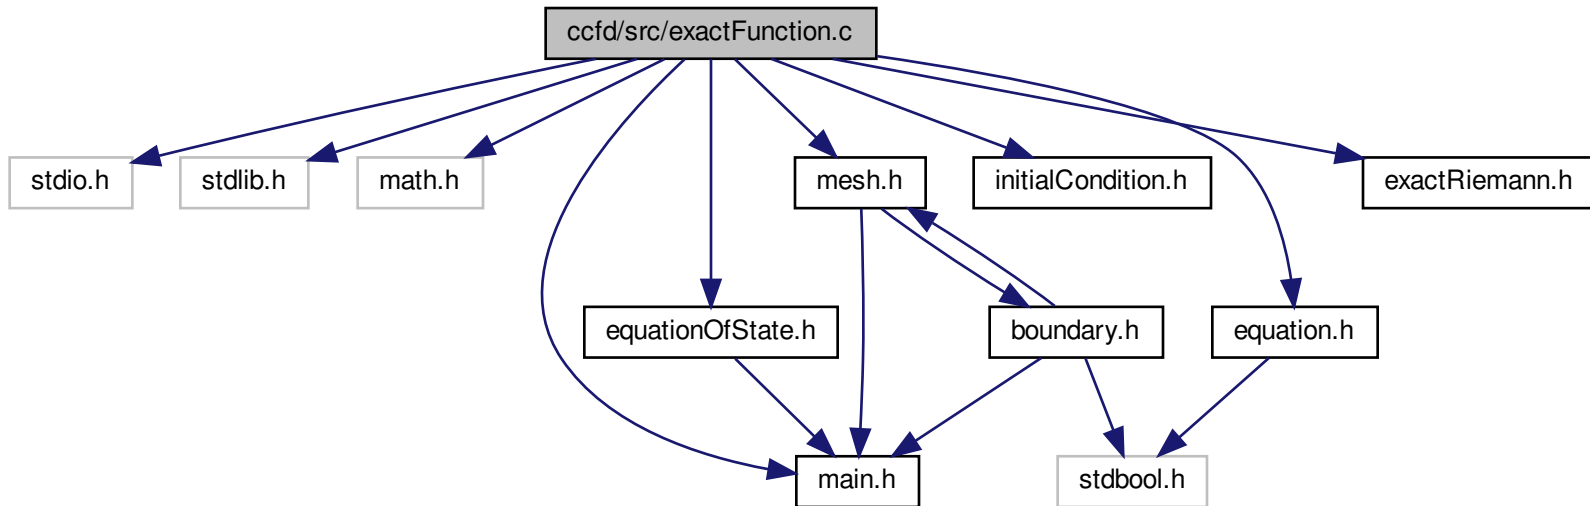 ccfd/src/exactFunction.c
stdio.h
stdlib.h
math.h
mesh.h
initialCondition.h
exactRiemann.h
equationOfState.h
boundary.h
equation.h
main.h
stdbool.h